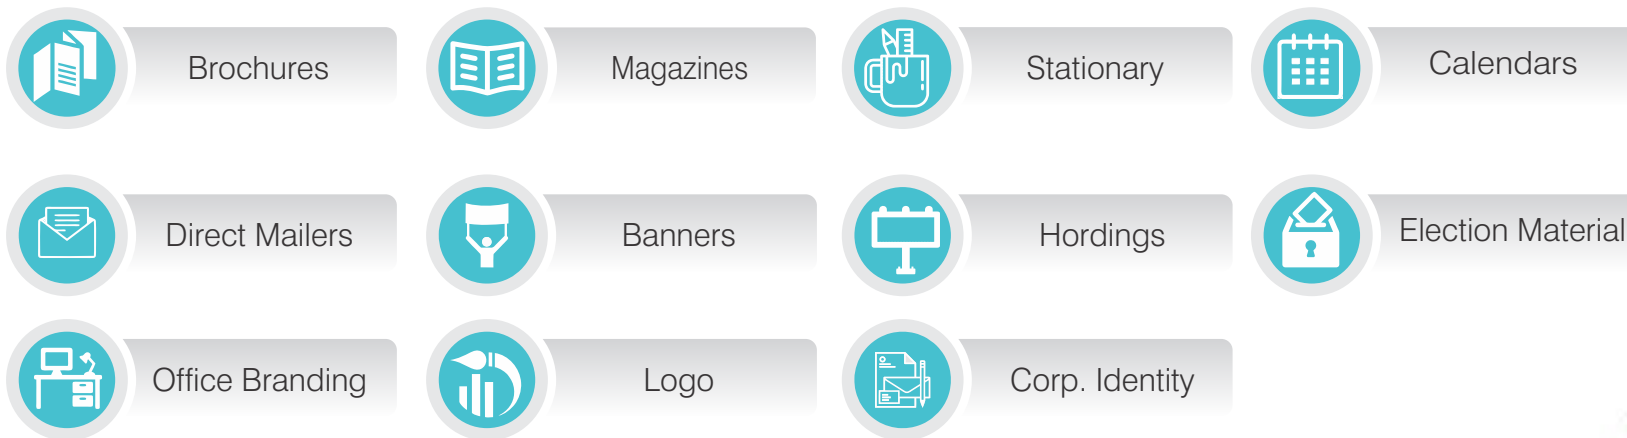 Brochures
Magazines
Stationary
Calendars
Direct Mailers
Banners
Hordings
Election Material
Office Branding
Logo
Corp. Identity